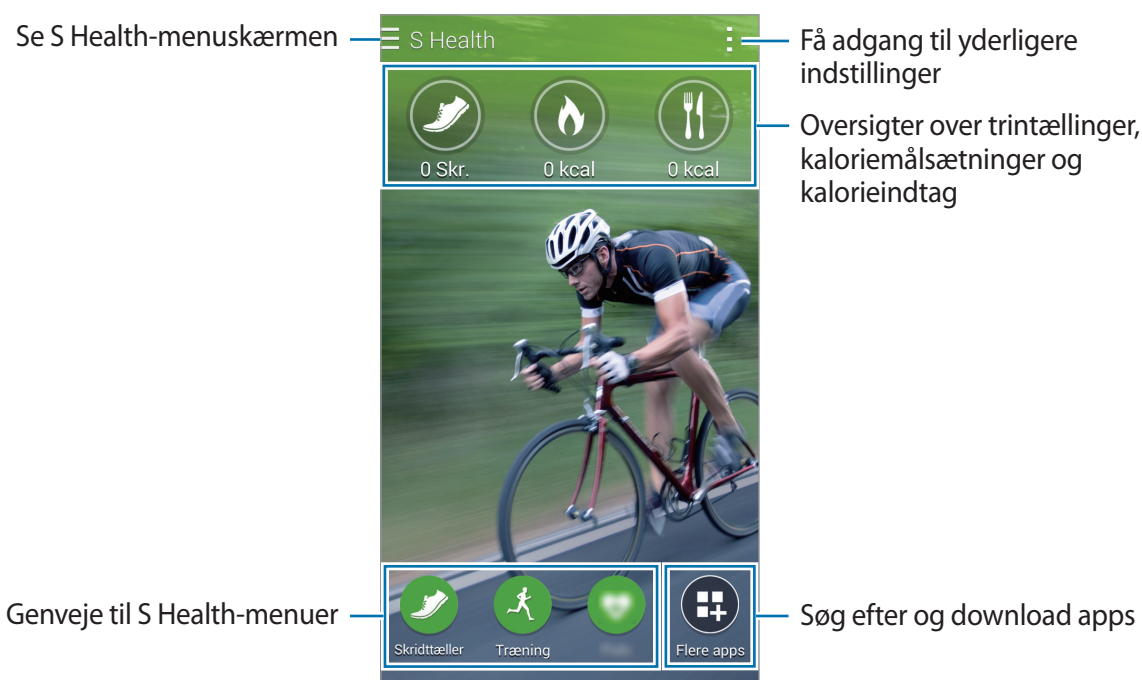 Se S Health-menuskærmen
S Health
Få adgang til yderligere
indstillinger
0 Skr.
0 kcal
0 kcal
Oversigter over trintællinger,
kaloriemålsætninger og
kalorieindtag
Genveje til S Health-menuer
Skridttæller
Træning
Flere apps
Søg efter og download apps